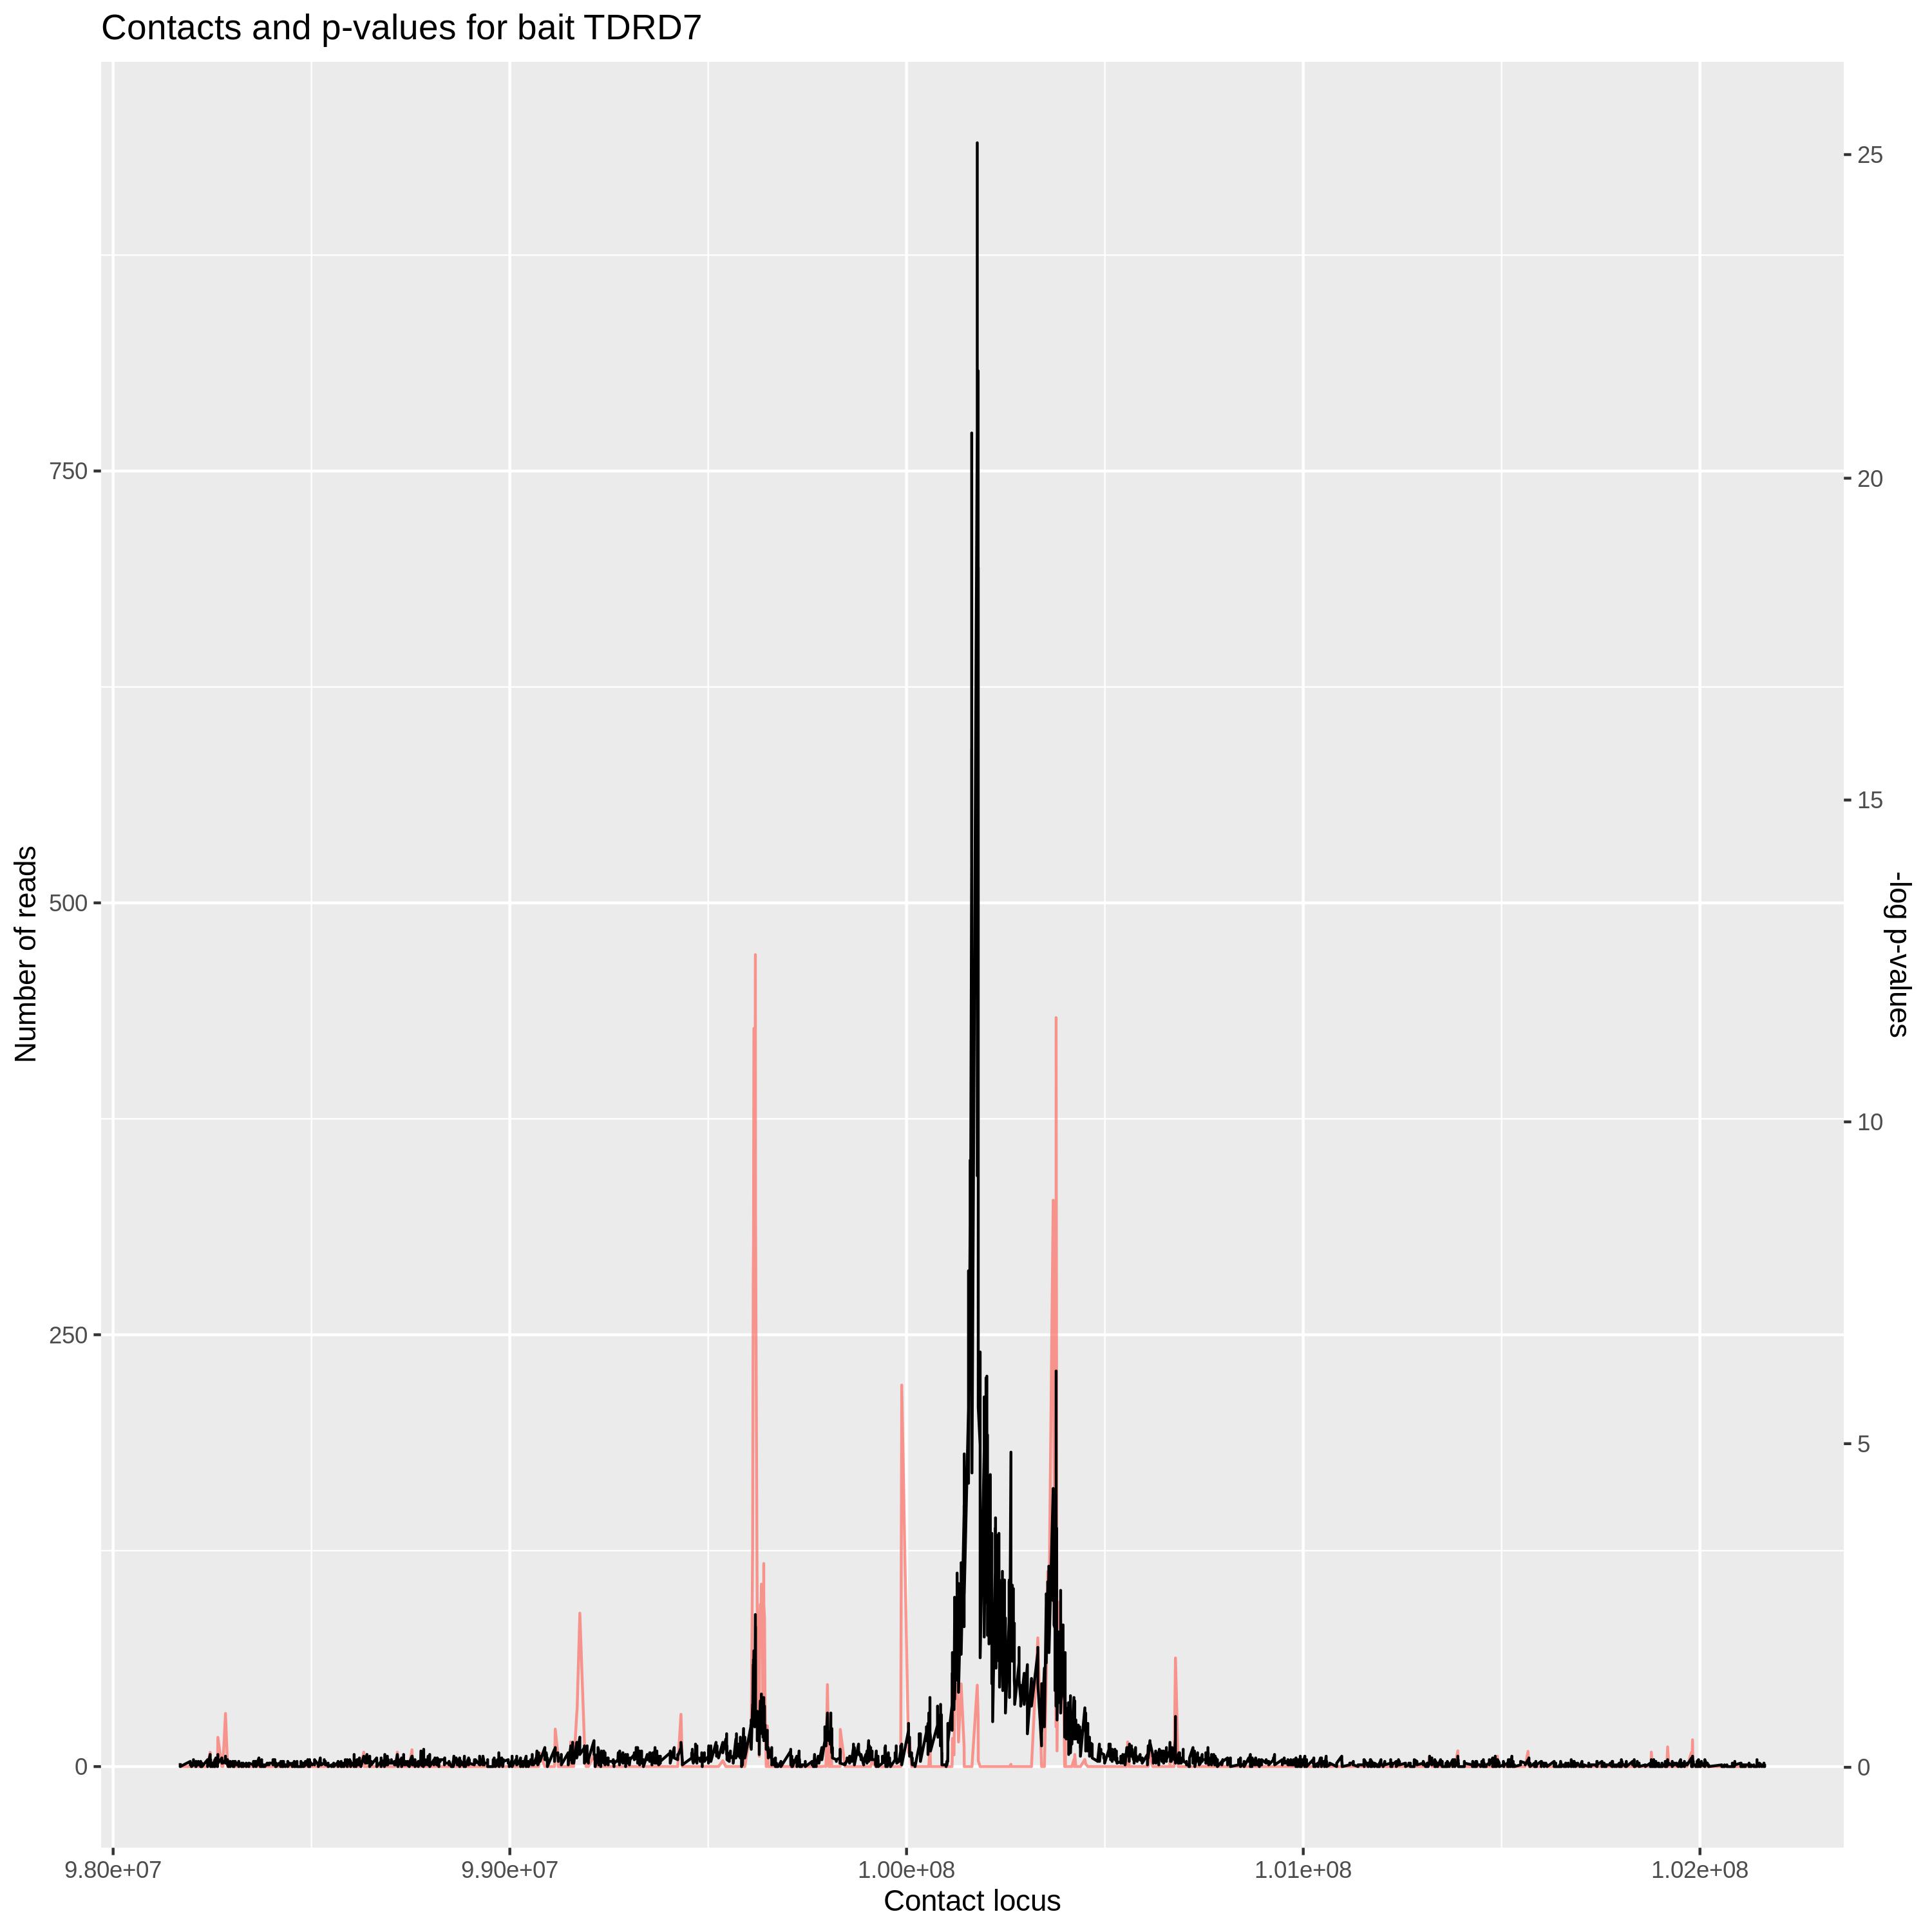 Contacts and p-values for bait TDRD7
Number of reads
750
500
250
0
25
20
15
10
5
0
-log p-values
9.80e+07 9.90e+07 1.00e+08 1.01e+08 1.02e+08
Contact locus